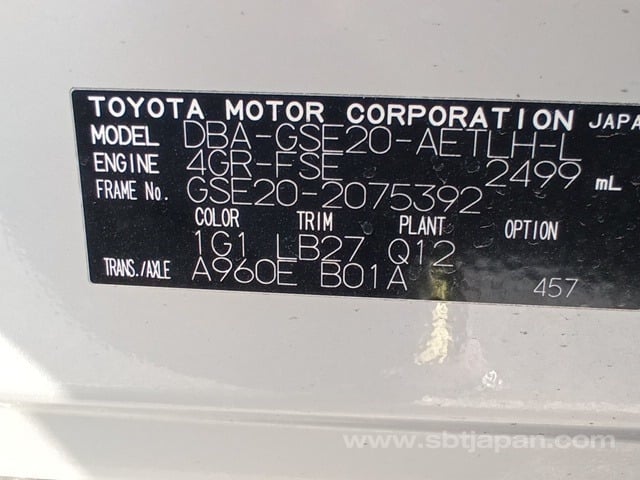 TOYOTA MOTOR CORPORATION JAPA
MODEL DBA-GSE20-AETLH-L
ENGINE 4GR-FSE 2499 mL
FRAME No. GSE20-2075392
COLOR TRIM PLANT OPTION
1G1 LB27 Q12
TRANS./AXLE A960E B01A 457
www.sbtjapan.com